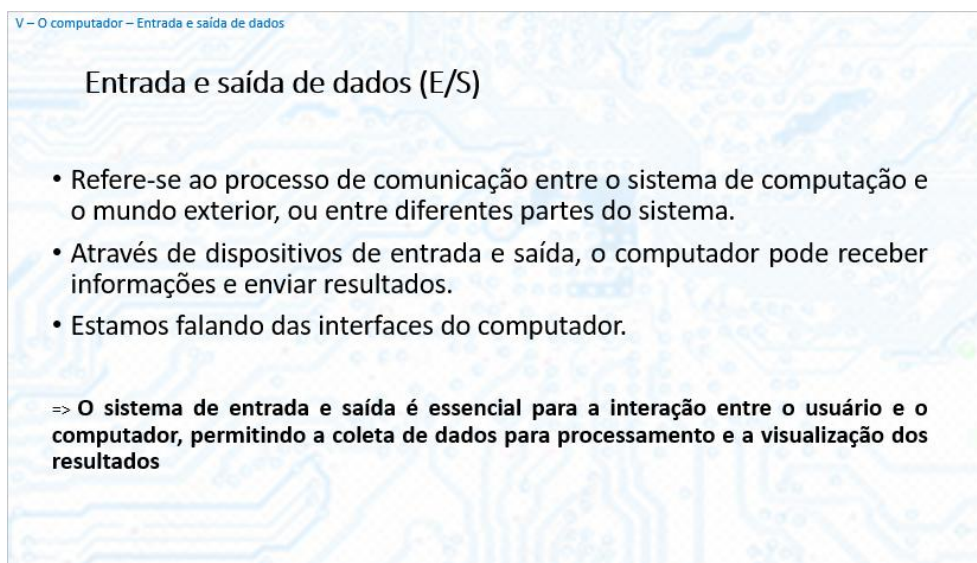 V – O computador – Entrada e saída de dados
Entrada e saída de dados (E/S)
• Refere-se ao processo de comunicação entre o sistema de computação e
o mundo exterior, ou entre diferentes partes do sistema.
• Através de dispositivos de entrada e saída, o computador pode receber
informações e enviar resultados.
• Estamos falando das interfaces do computador.
=> O sistema de entrada e saída é essencial para a interação entre o usuário e o
computador, permitindo a coleta de dados para processamento e a visualização dos
resultados